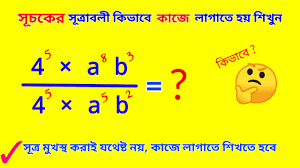 সূচকের সূত্রাবলী কিভাবে কাজে লাগাতে হয় শিখুন
কিভাবে ?
4⁵ × a⁸ b³
4⁵ × a⁵ b²
= ?
সূত্র মুখস্থ করাই যথেষ্ট নয়, কাজে লাগাতে শিখতে হবে